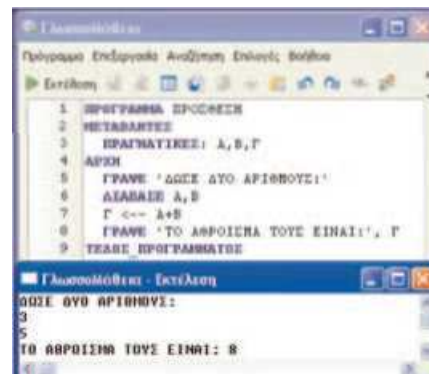 ΓλωσσοΜάθεια
Πρόγραμμα Επεξεργασία Αναζήτηση Επιλογές Βοήθεια
Εκτέλεση
1 ΠΡΟΓΡΑΜΜΑ ΠΡΟΣΘΕΣΗ
2 ΜΕΤΑΒΛΗΤΕΣ
3 ΠΡΑΓΜΑΤΙΚΕΣ: Α,Β,Γ
4 ΑΡΧΗ
5 ΓΡΑΨΕ 'ΔΩΣΕ ΔΥΟ ΑΡΙΘΜΟΥΣ:'
6 ΔΙΑΒΑΣΕ Α,Β
7 Γ <-- Α+Β
8 ΓΡΑΨΕ 'ΤΟ ΑΘΡΟΙΣΜΑ ΤΟΥΣ ΕΙΝΑΙ:', Γ
9 ΤΕΛΟΣ_ΠΡΟΓΡΑΜΜΑΤΟΣ
ΓλωσσοΜάθεια - Εκτέλεση
ΔΩΣΕ ΔΥΟ ΑΡΙΘΜΟΥΣ:
3
5
ΤΟ ΑΘΡΟΙΣΜΑ ΤΟΥΣ ΕΙΝΑΙ: 8